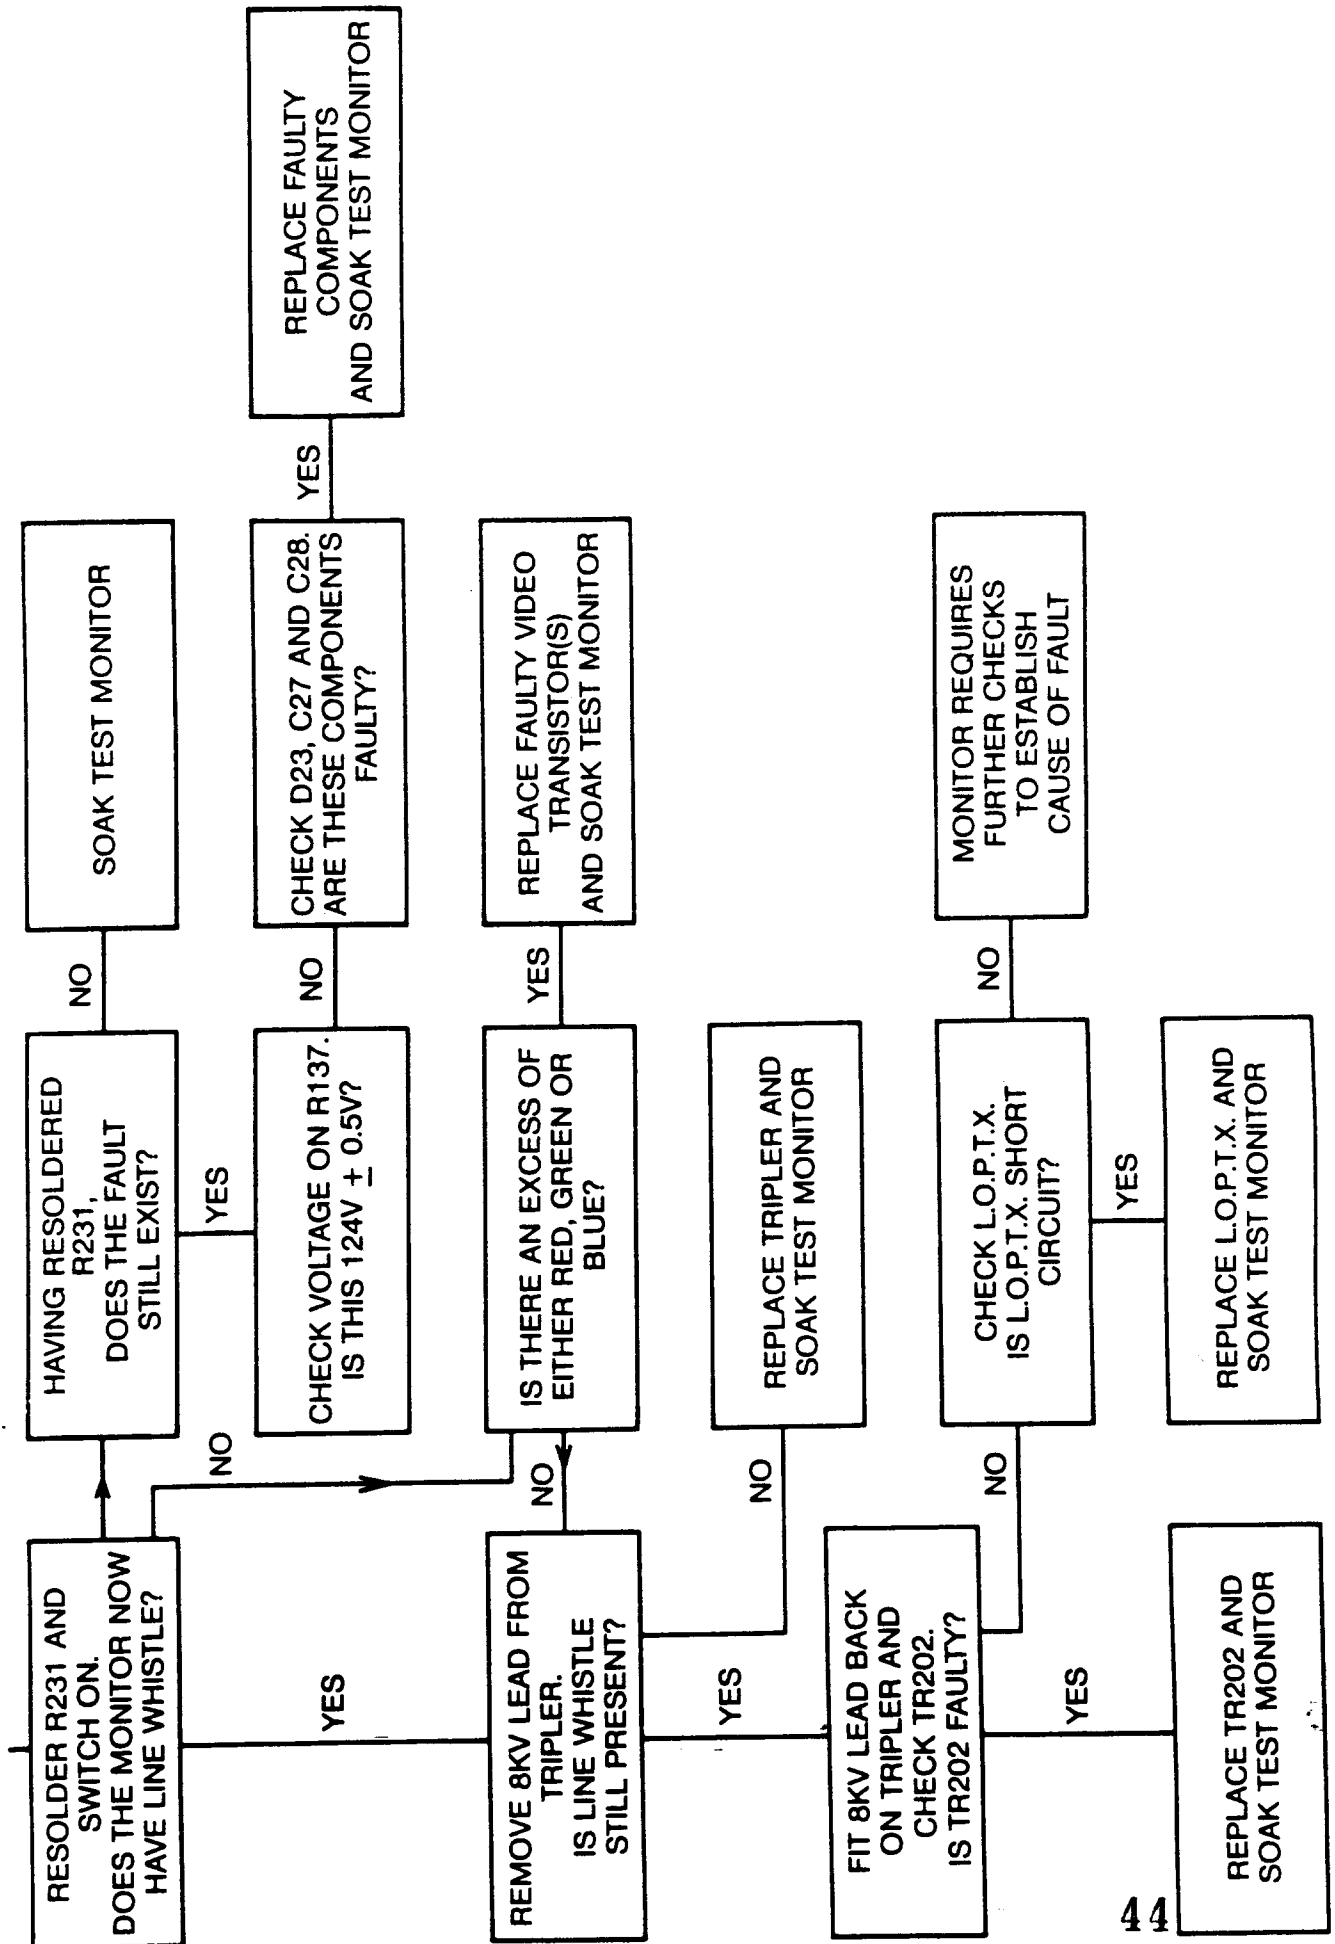 RESOLDER R231 AND
SWITCH ON.
DOES THE MONITOR NOW
HAVE LINE WHISTLE?
HAVING RESOLDERED
R231,
DOES THE FAULT
STILL EXIST?
NO
SOAK TEST MONITOR
YES
NO
CHECK VOLTAGE ON R137.
IS THIS 124V ± 0.5V?
NO
CHECK D23, C27 AND C28.
ARE THESE COMPONENTS
FAULTY?
YES
REPLACE FAULTY
COMPONENTS
AND SOAK TEST MONITOR
YES
REMOVE 8KV LEAD FROM
TRIPLER.
IS LINE WHISTLE
STILL PRESENT?
NO
IS THERE AN EXCESS OF
EITHER RED, GREEN OR
BLUE?
YES
REPLACE FAULTY VIDEO
TRANSISTOR(S)
AND SOAK TEST MONITOR
YES
NO
REPLACE TRIPLER AND
SOAK TEST MONITOR
FIT 8KV LEAD BACK
ON TRIPLER AND
CHECK TR202.
IS TR202 FAULTY?
NO
CHECK L.O.P.T.X.
IS L.O.P.T.X. SHORT
CIRCUIT?
NO
MONITOR REQUIRES
FURTHER CHECKS
TO ESTABLISH
CAUSE OF FAULT
YES
YES
REPLACE TR202 AND
SOAK TEST MONITOR
REPLACE L.O.P.T.X. AND
SOAK TEST MONITOR
44